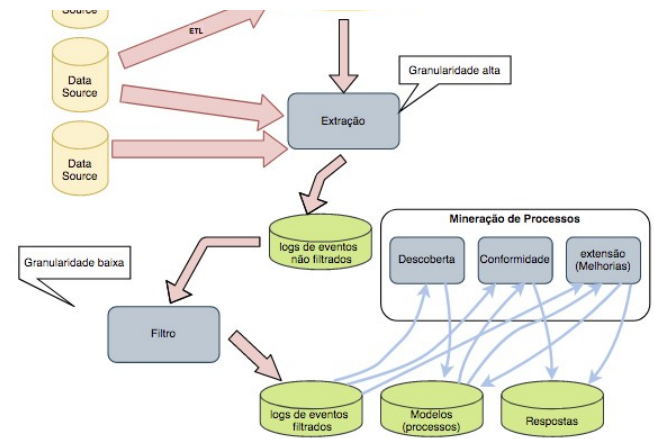 Source
ETL
Data
Source
Granularidade alta
Extração
Data
Source
Mineração de Processos
logs de eventos
não filtrados
Descoberta
Conformidade
extensão
(Melhorias)
Granularidade baixa
Filtro
logs de eventos
filtrados
Modelos
(processos)
Respostas